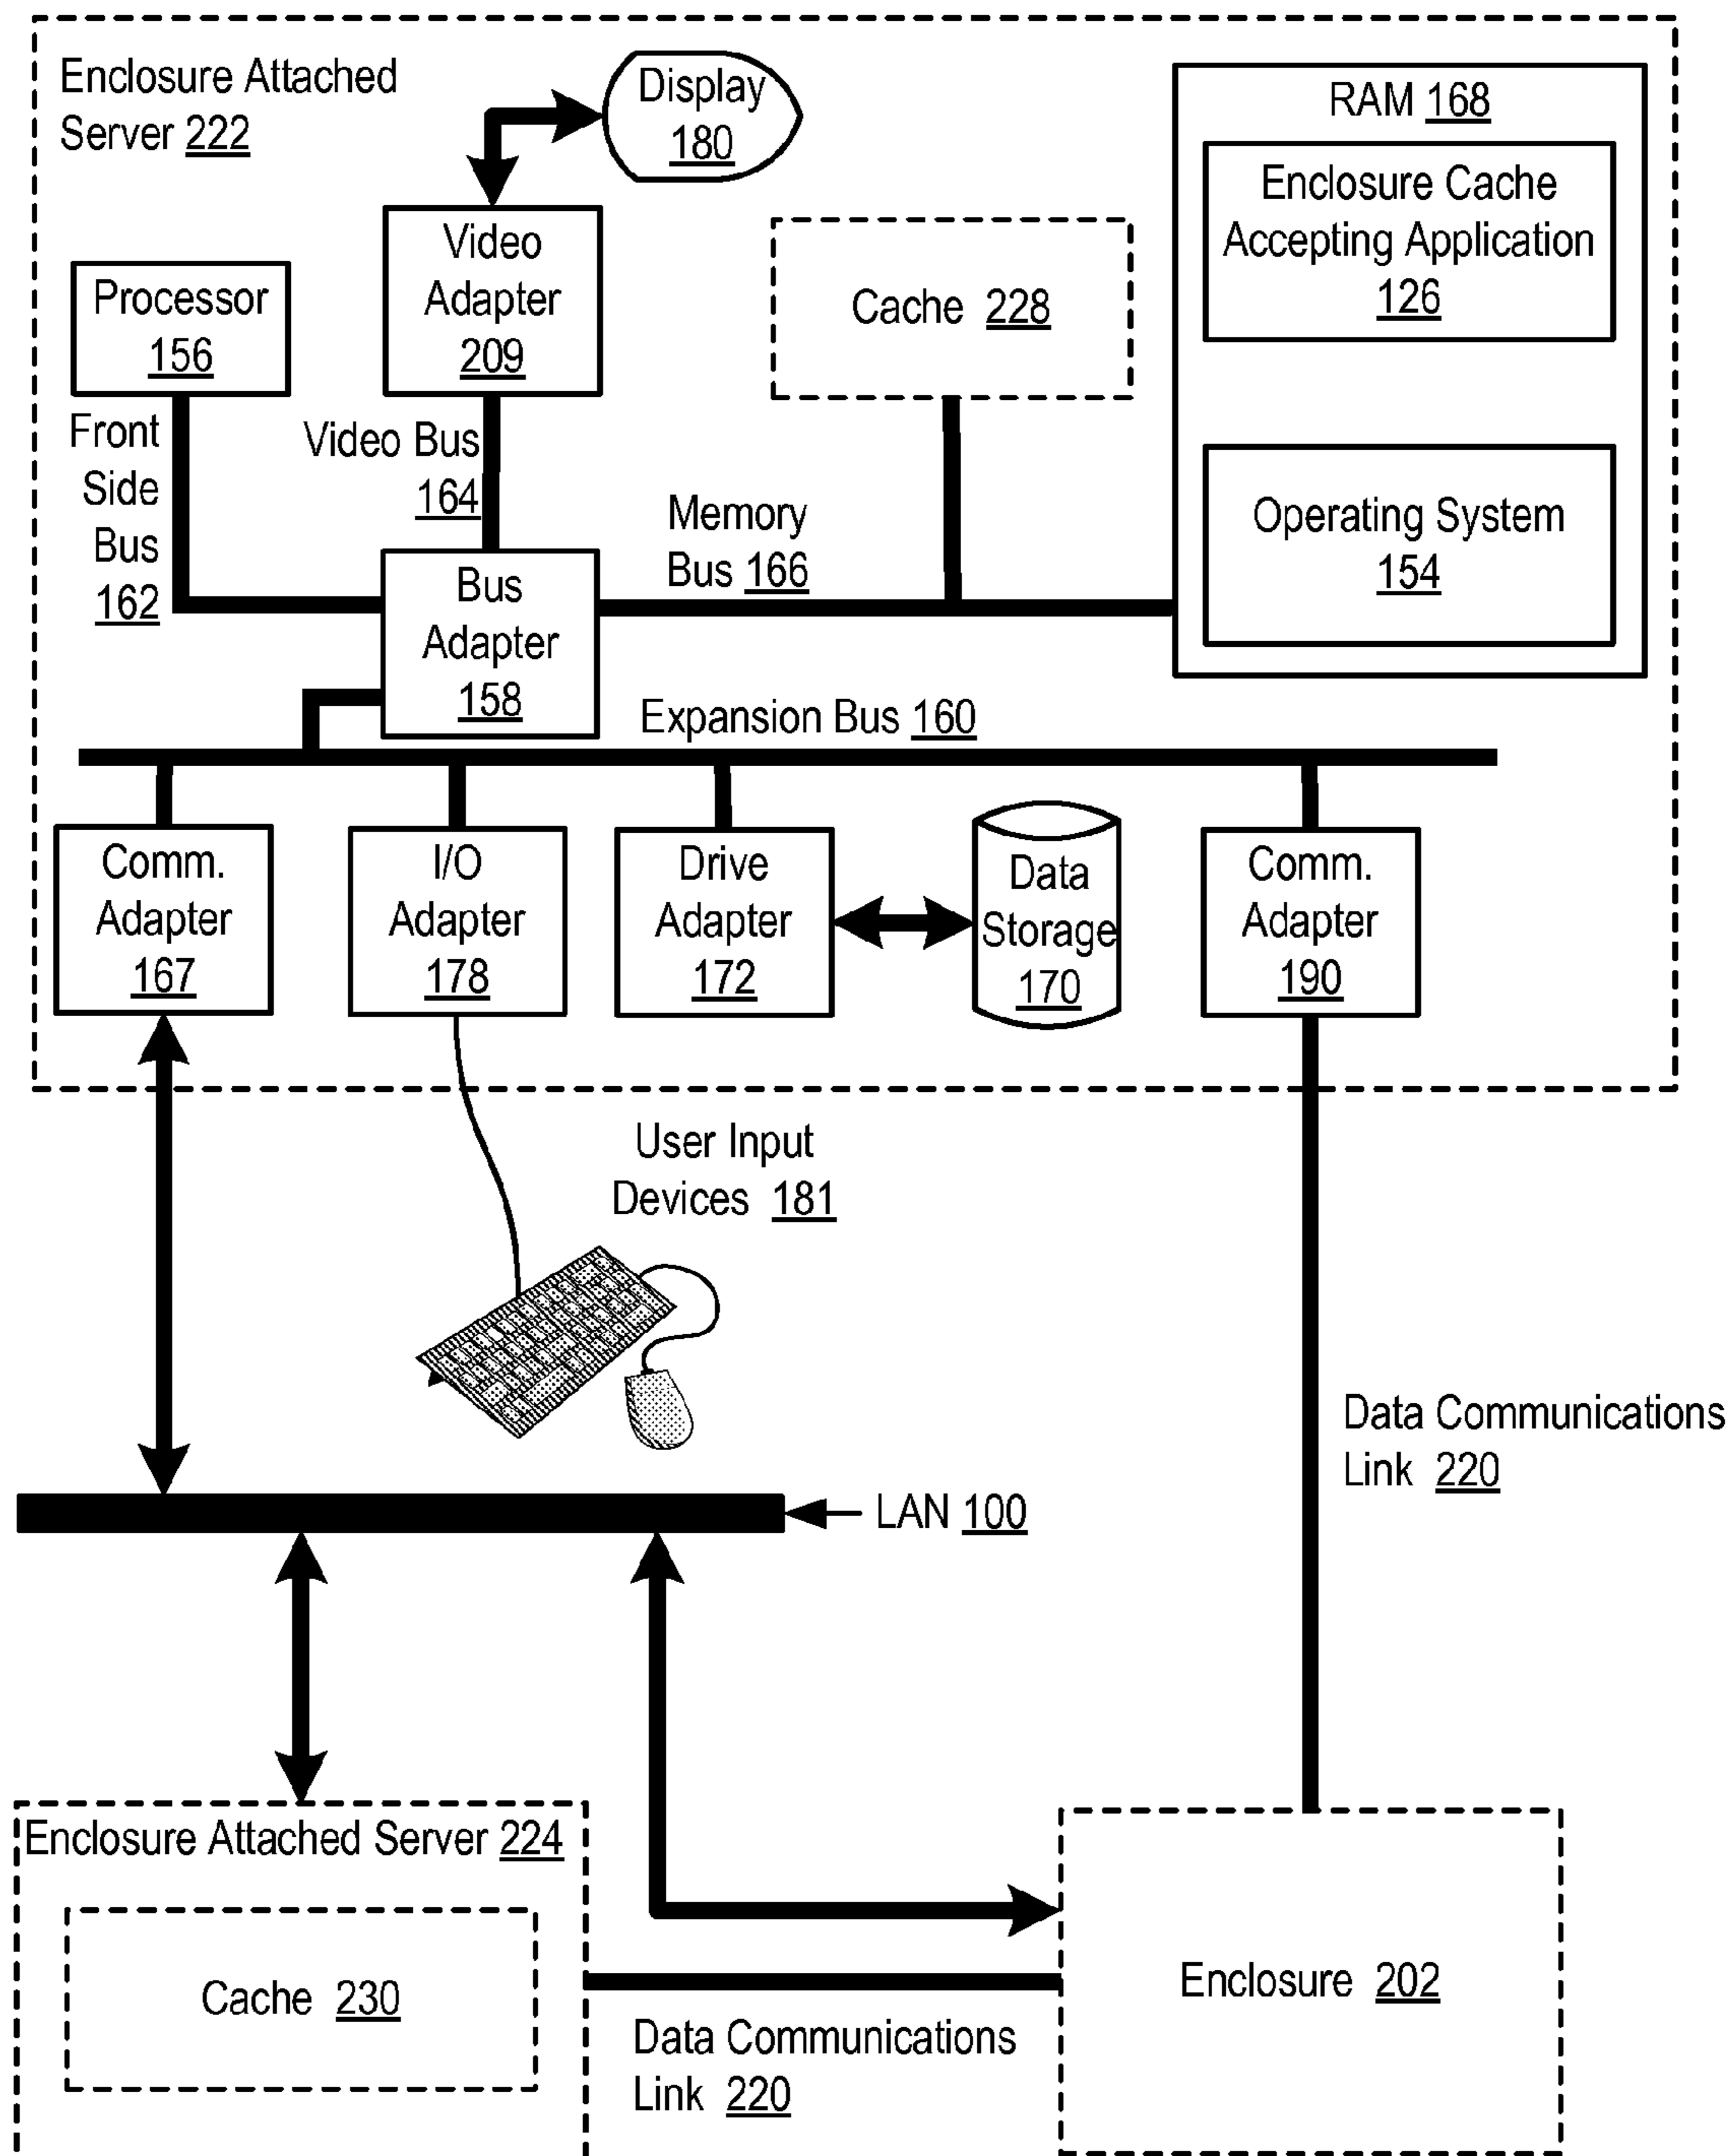 Enclosure Attached
Server 222
Display
180
RAM 168
Enclosure Cache
Accepting Application
126
Operating System
154
Video
Adapter
209
Cache 228
Processor
156
Front
Side
Bus
162
Video Bus
164
Memory
Bus 166
Bus
Adapter
158
Expansion Bus 160
Comm.
Adapter
167
I/O
Adapter
178
Drive
Adapter
172
Data
Storage
170
Comm.
Adapter
190
User Input
Devices 181
Data Communications
Link 220
LAN 100
Enclosure Attached Server 224
Cache 230
Data Communications
Link 220
Enclosure 202